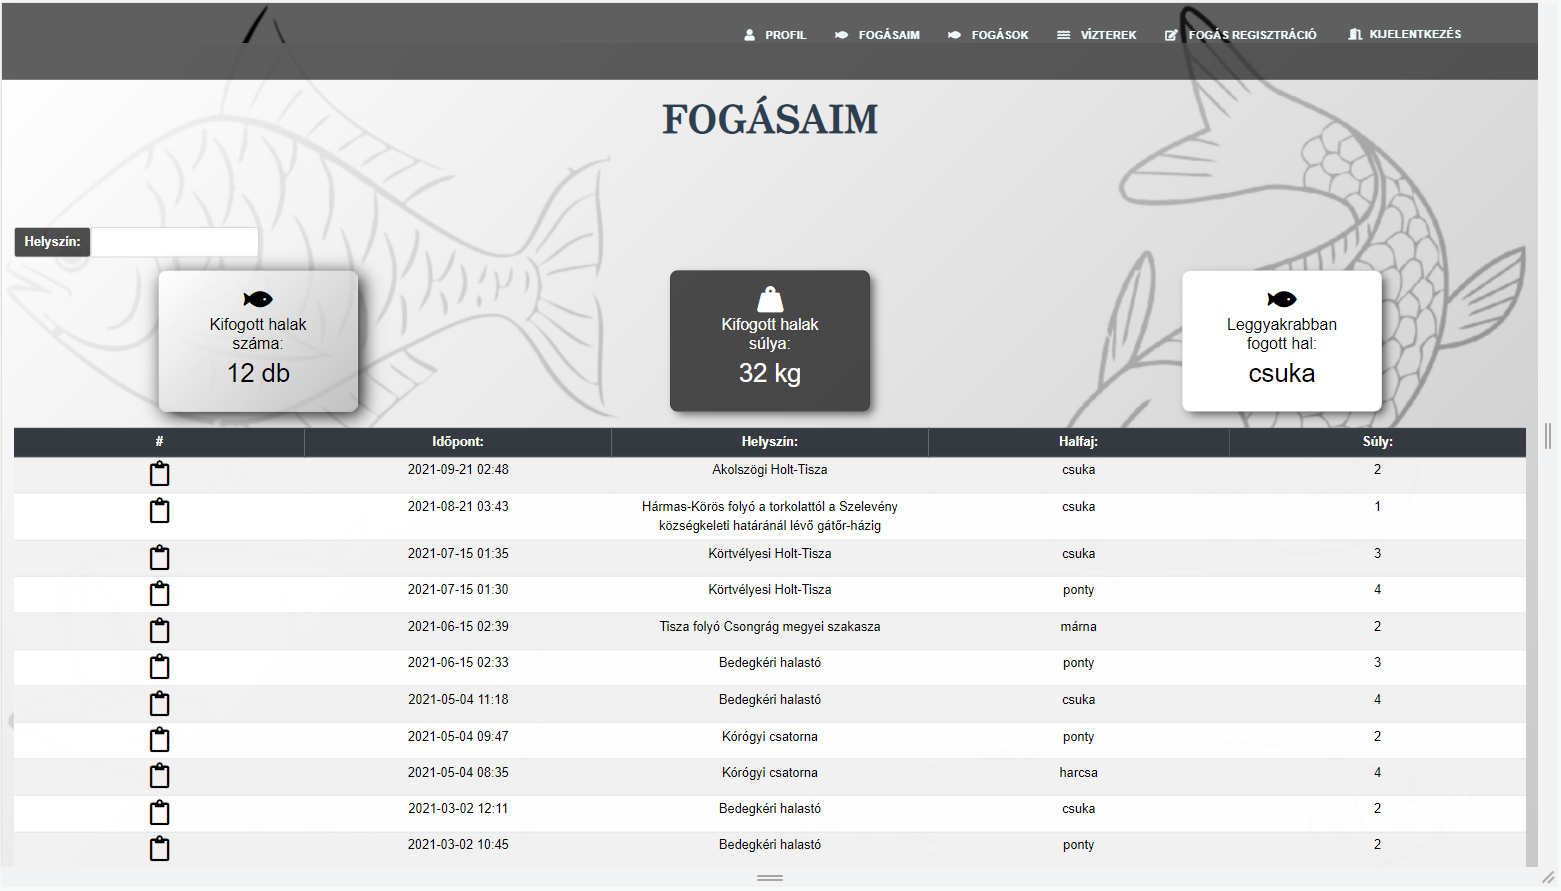 PROFIL FOGÁSAIM FOGÁSOK VÍZTEREK FOGÁS REGISZTRÁCIÓ KIJELENTKEZÉS
FOGÁSAIM
Helyszín:
Kifogott halak
száma:
12 db
Kifogott halak
súlya:
32 kg
Leggyakrabban
fogott hal:
csuka
# Időpont: Helyszín: Halfaj: Súly:
2021-09-21 02:48 Akolszögi Holt-Tisza csuka 2
2021-08-21 03:43 Hármas-Körös folyó a torkolattól a Szelevény csuka 1
községkeleti határánál lévő gátőr-házig
2021-07-15 01:35 Körtvélyesi Holt-Tisza csuka 3
2021-07-15 01:30 Körtvélyesi Holt-Tisza ponty 4
2021-06-15 02:39 Tisza folyó Csongrág megyei szakasza márna 2
2021-06-15 02:33 Bedegkéri halastó ponty 3
2021-05-04 11:18 Bedegkéri halastó csuka 4
2021-05-04 09:47 Kórógyi csatorna ponty 2
2021-05-04 08:35 Kórógyi csatorna harcsa 4
2021-03-02 12:11 Bedegkéri halastó csuka 2
2021-03-02 10:45 Bedegkéri halastó ponty 2